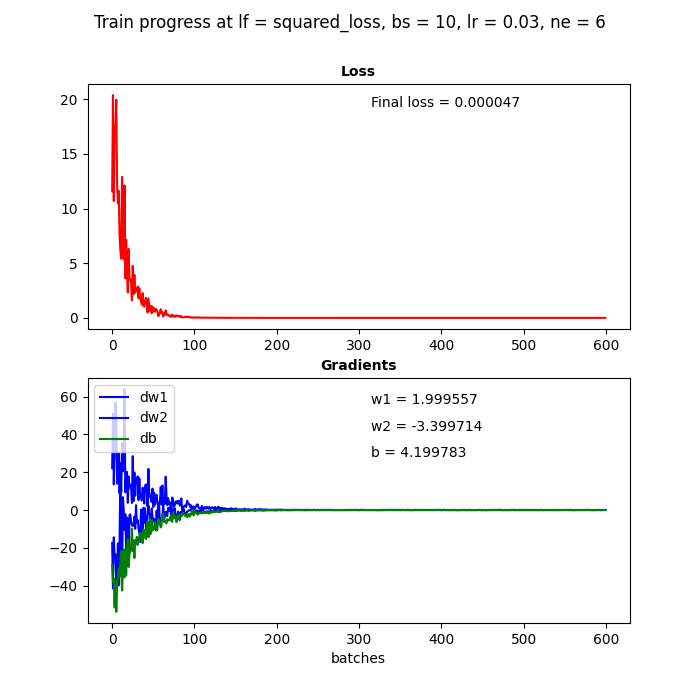 Train progress at lf = squared_loss, bs = 10, lr = 0.03, ne = 6
Loss
Final loss = 0.000047
20
15
10
5
0
0 100 200 300 400 500 600
Gradients
dw1
dw2
db
w1 = 1.999557
w2 = -3.399714
b = 4.199783
60
40
20
0
−20
−40
0 100 200 300 400 500 600
batches